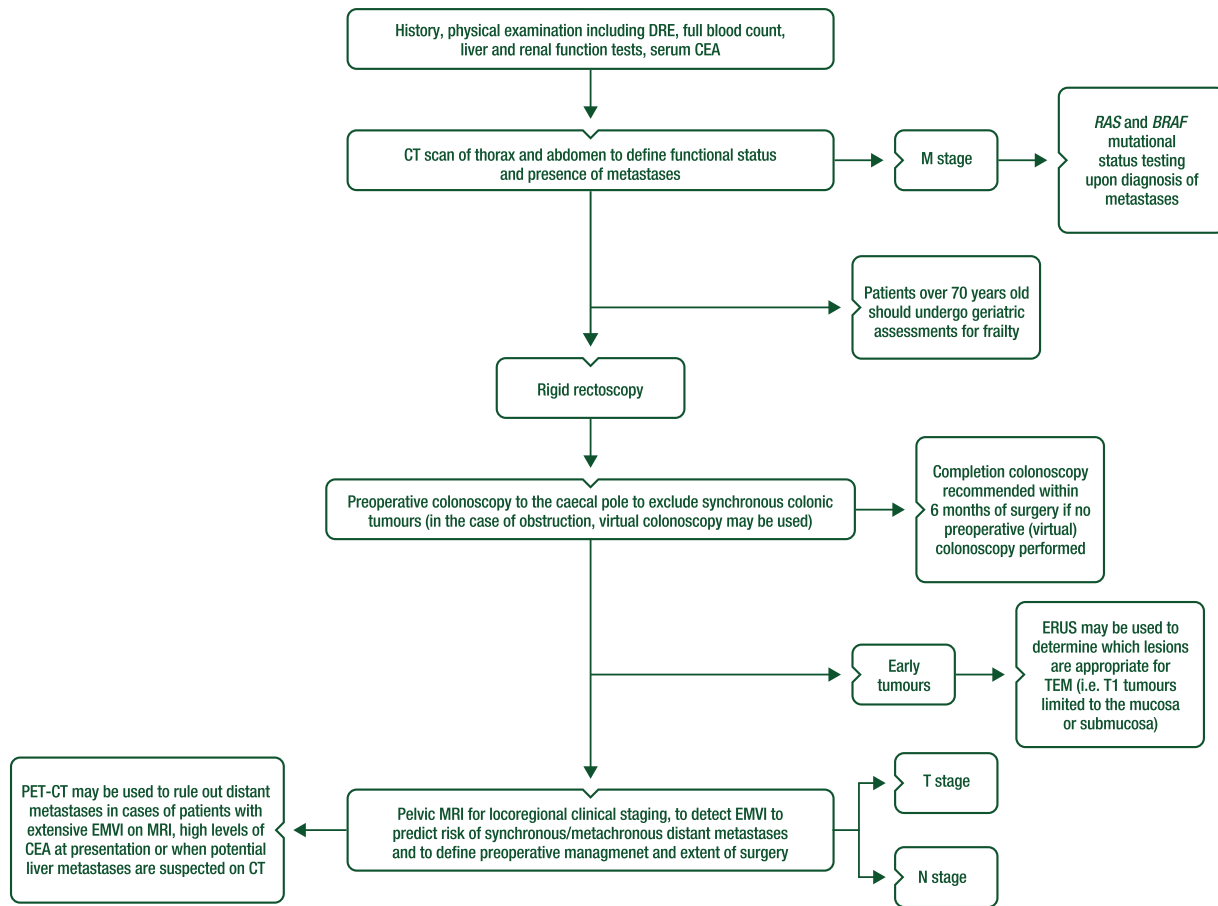 History, physical examination including DRE, full blood count,
liver and renal function tests, serum CEA
CT scan of thorax and abdomen to define functional status
and presence of metastases
M stage
RAS and BRAF
mutational
status testing
upon diagnosis of
metastases
Patients over 70 years old
should undergo geriatric
assessments for frailty
Rigid rectoscopy
Preoperative colonoscopy to the caecal pole to exclude synchronous colonic
tumours (in the case of obstruction, virtual colonoscopy may be used)
Completion colonoscopy
recommended within
6 months of surgery if no
preoperative (virtual)
colonoscopy performed
Early
tumours
ERUS may be used to
determine which lesions
are appropriate for
TEM (i.e. T1 tumours
limited to the mucosa
or submucosa)
PET-CT may be used to rule out distant
metastases in cases of patients with
extensive EMVI on MRI, high levels of
CEA at presentation or when potential
liver metastases are suspected on CT
Pelvic MRI for locoregional clinical staging, to detect EMVI to
predict risk of synchronous/metachronous distant metastases
and to define preoperative managmenet and extent of surgery
T stage
N stage